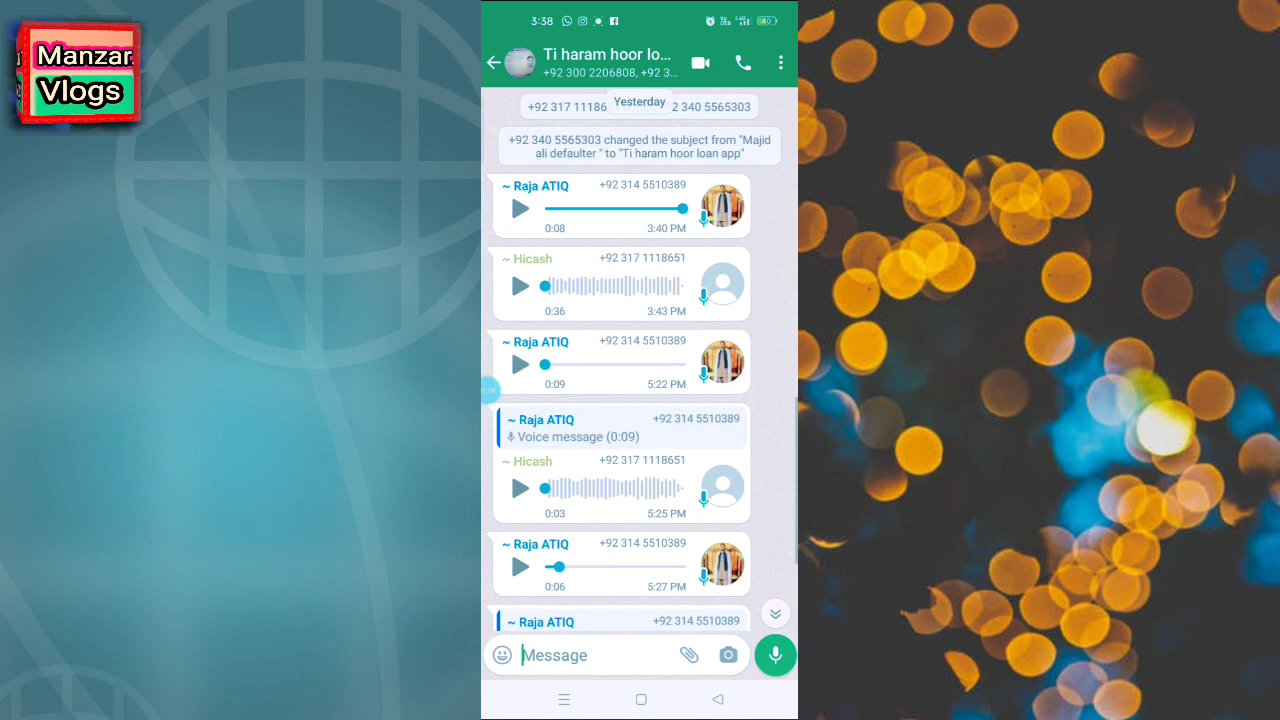 Manzar
Vlogs
3:38
Ti haram hoor lo...
+92 300 2206808, +92 3...
+92 317 11186
Yesterday
2 340 5565303
+92 340 5565303 changed the subject from "Majid
ali defaulter " to "Ti haram hoor loan app"
~ Raja ATIQ +92 314 5510389
0:08 3:40 PM
~ Hicash +92 317 1118651
0:36 3:43 PM
~ Raja ATIQ +92 314 5510389
0:09 5:22 PM
~ Raja ATIQ +92 314 5510389
Voice message (0:09)
~ Hicash +92 317 1118651
0:03 5:25 PM
~ Raja ATIQ +92 314 5510389
0:06 5:27 PM
~ Raja ATIQ +92 314 5510389
Message